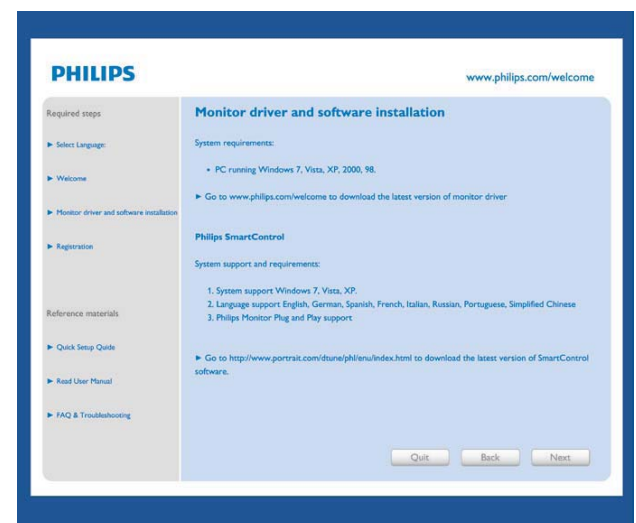 PHILIPS
www.philips.com/welcome
Required steps
► Select Language:
► Welcome
► Monitor driver and software installation
► Registration
Reference materials
► Quick Setup Quide
► Read User Manual
► FAQ & Troubleshooting
Monitor driver and software installation
System requirements:
• PC running Windows 7, Vista, XP, 2000, 98.
► Go to www.philips.com/welcome to download the latest version of monitor driver
Philips SmartControl
System support and requirements:
1. System support Windows 7, Vista, XP.
2. Language support English, German, Spanish, French, Italian, Russian, Portuguese, Simplified Chinese
3. Philips Monitor Plug and Play support
► Go to http://www.portrait.com/dtune/phl/enu/index.html to download the latest version of SmartControl
software.
Quit
Back
Next